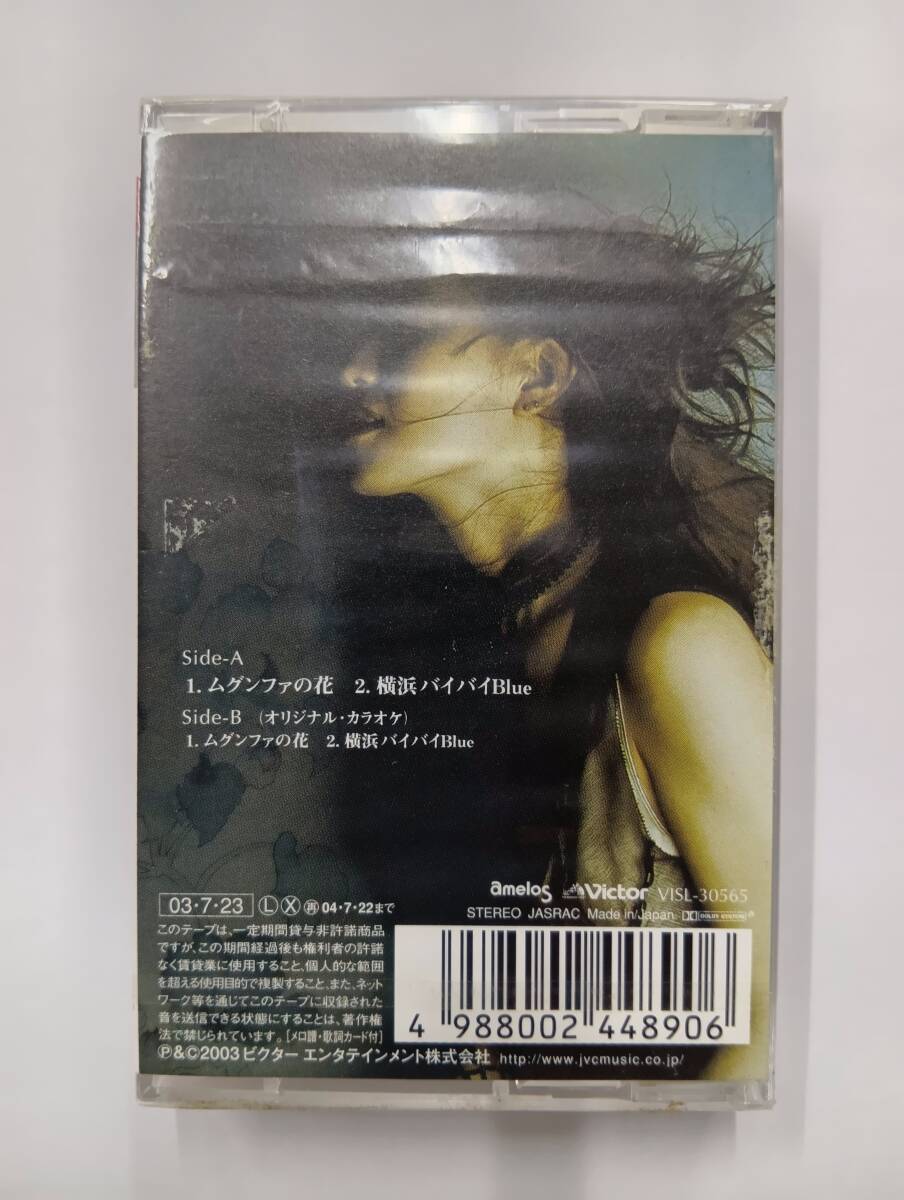 Side-A
1. ムグンファの花 2. 横浜バイバイBlue
Side-B (オリジナル・カラオケ)
1. ムグンファの花 2. 横浜バイバイBlue
amelos Victor VISL-30565
03・7・23 Ⓛ Ⓧ 再 04・7・22まで
STEREO JASRAC Made in Japan DOLBY SYSTEM
このテープは、一定期間貸与非許諾商品
ですが、この期間経過後も権利者の許諾
なく賃貸業に使用すること、個人的な範囲
を超える使用目的で複製すること、また、ネット
ワーク等を通じてこのテープに収録された
音を送信できる状態にすることは、著作権
法で禁じられています。[メロ譜・歌詞カード付]
℗&©2003 ビクター エンタテインメント株式会社 http://www.jvcmusic.co.jp/
4 988002 448906